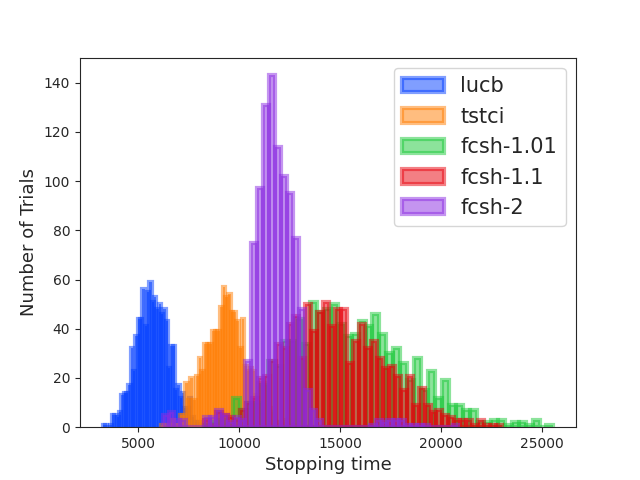 140
120
100
80
60
40
20
0
Number of Trials
5000 10000 15000 20000 25000
Stopping time
lucb
tstci
fcsh-1.01
fcsh-1.1
fcsh-2